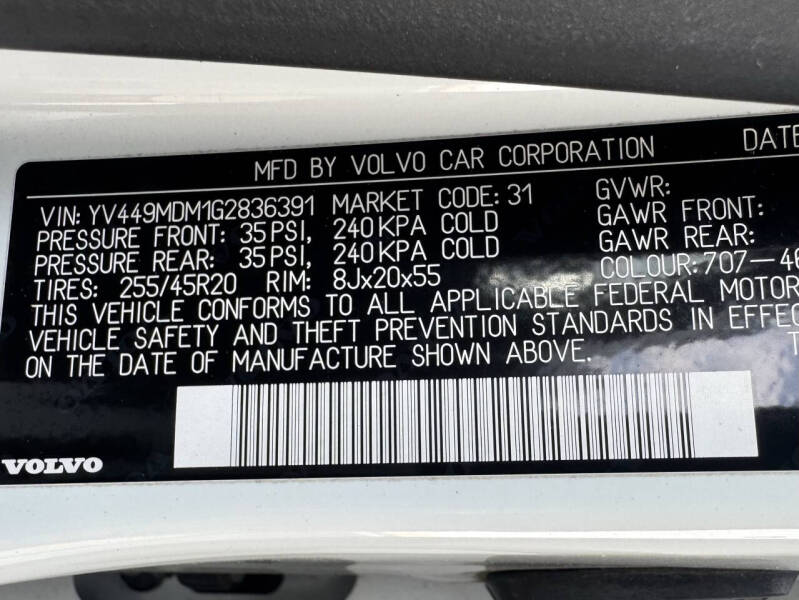 MFD BY VOLVO CAR CORPORATION DATE
VIN: YV449MDM1G2836391 MARKET CODE: 31 GVWR:
PRESSURE FRONT: 35 PSI, 240 KPA COLD GAWR FRONT:
PRESSURE REAR: 35 PSI, 240 KPA COLD GAWR REAR:
TIRES: 255/45R20 RIM: 8Jx20x55 COLOUR: 707-46
THIS VEHICLE CONFORMS TO ALL APPLICABLE FEDERAL MOTOR
VEHICLE SAFETY AND THEFT PREVENTION STANDARDS IN EFFEC
ON THE DATE OF MANUFACTURE SHOWN ABOVE. T
VOLVO